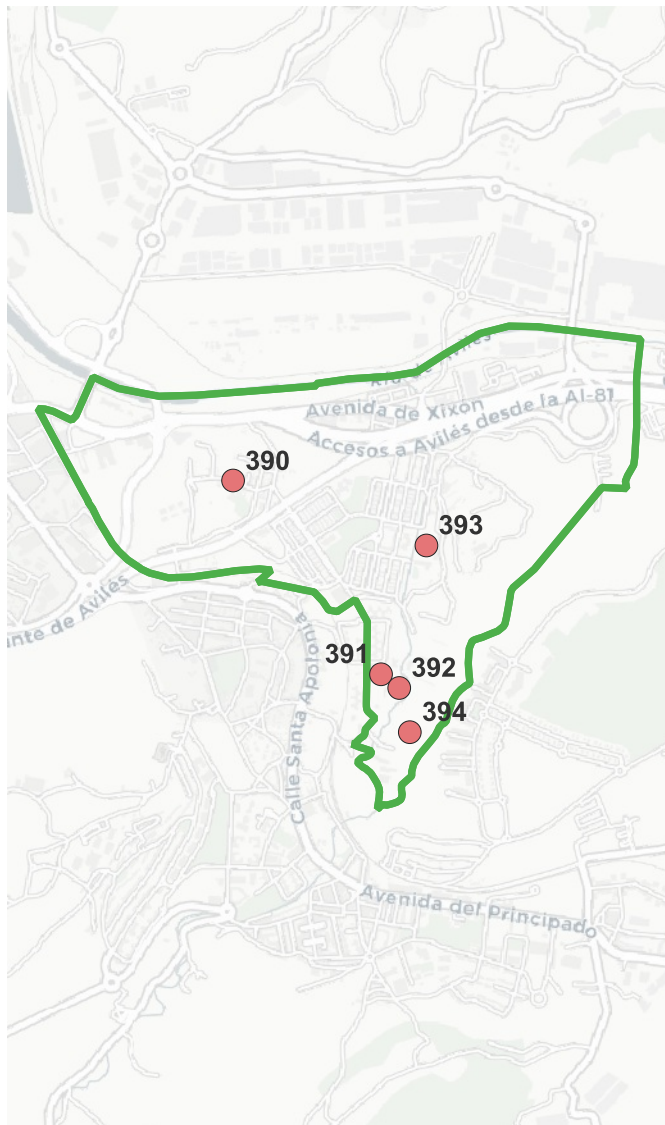 Avenida de Xixón
Accesos a Avilés desde la AI-81
390
393
nte de Avilés
391
392
Calle Santa Apolonia
394
Avenida del Principado